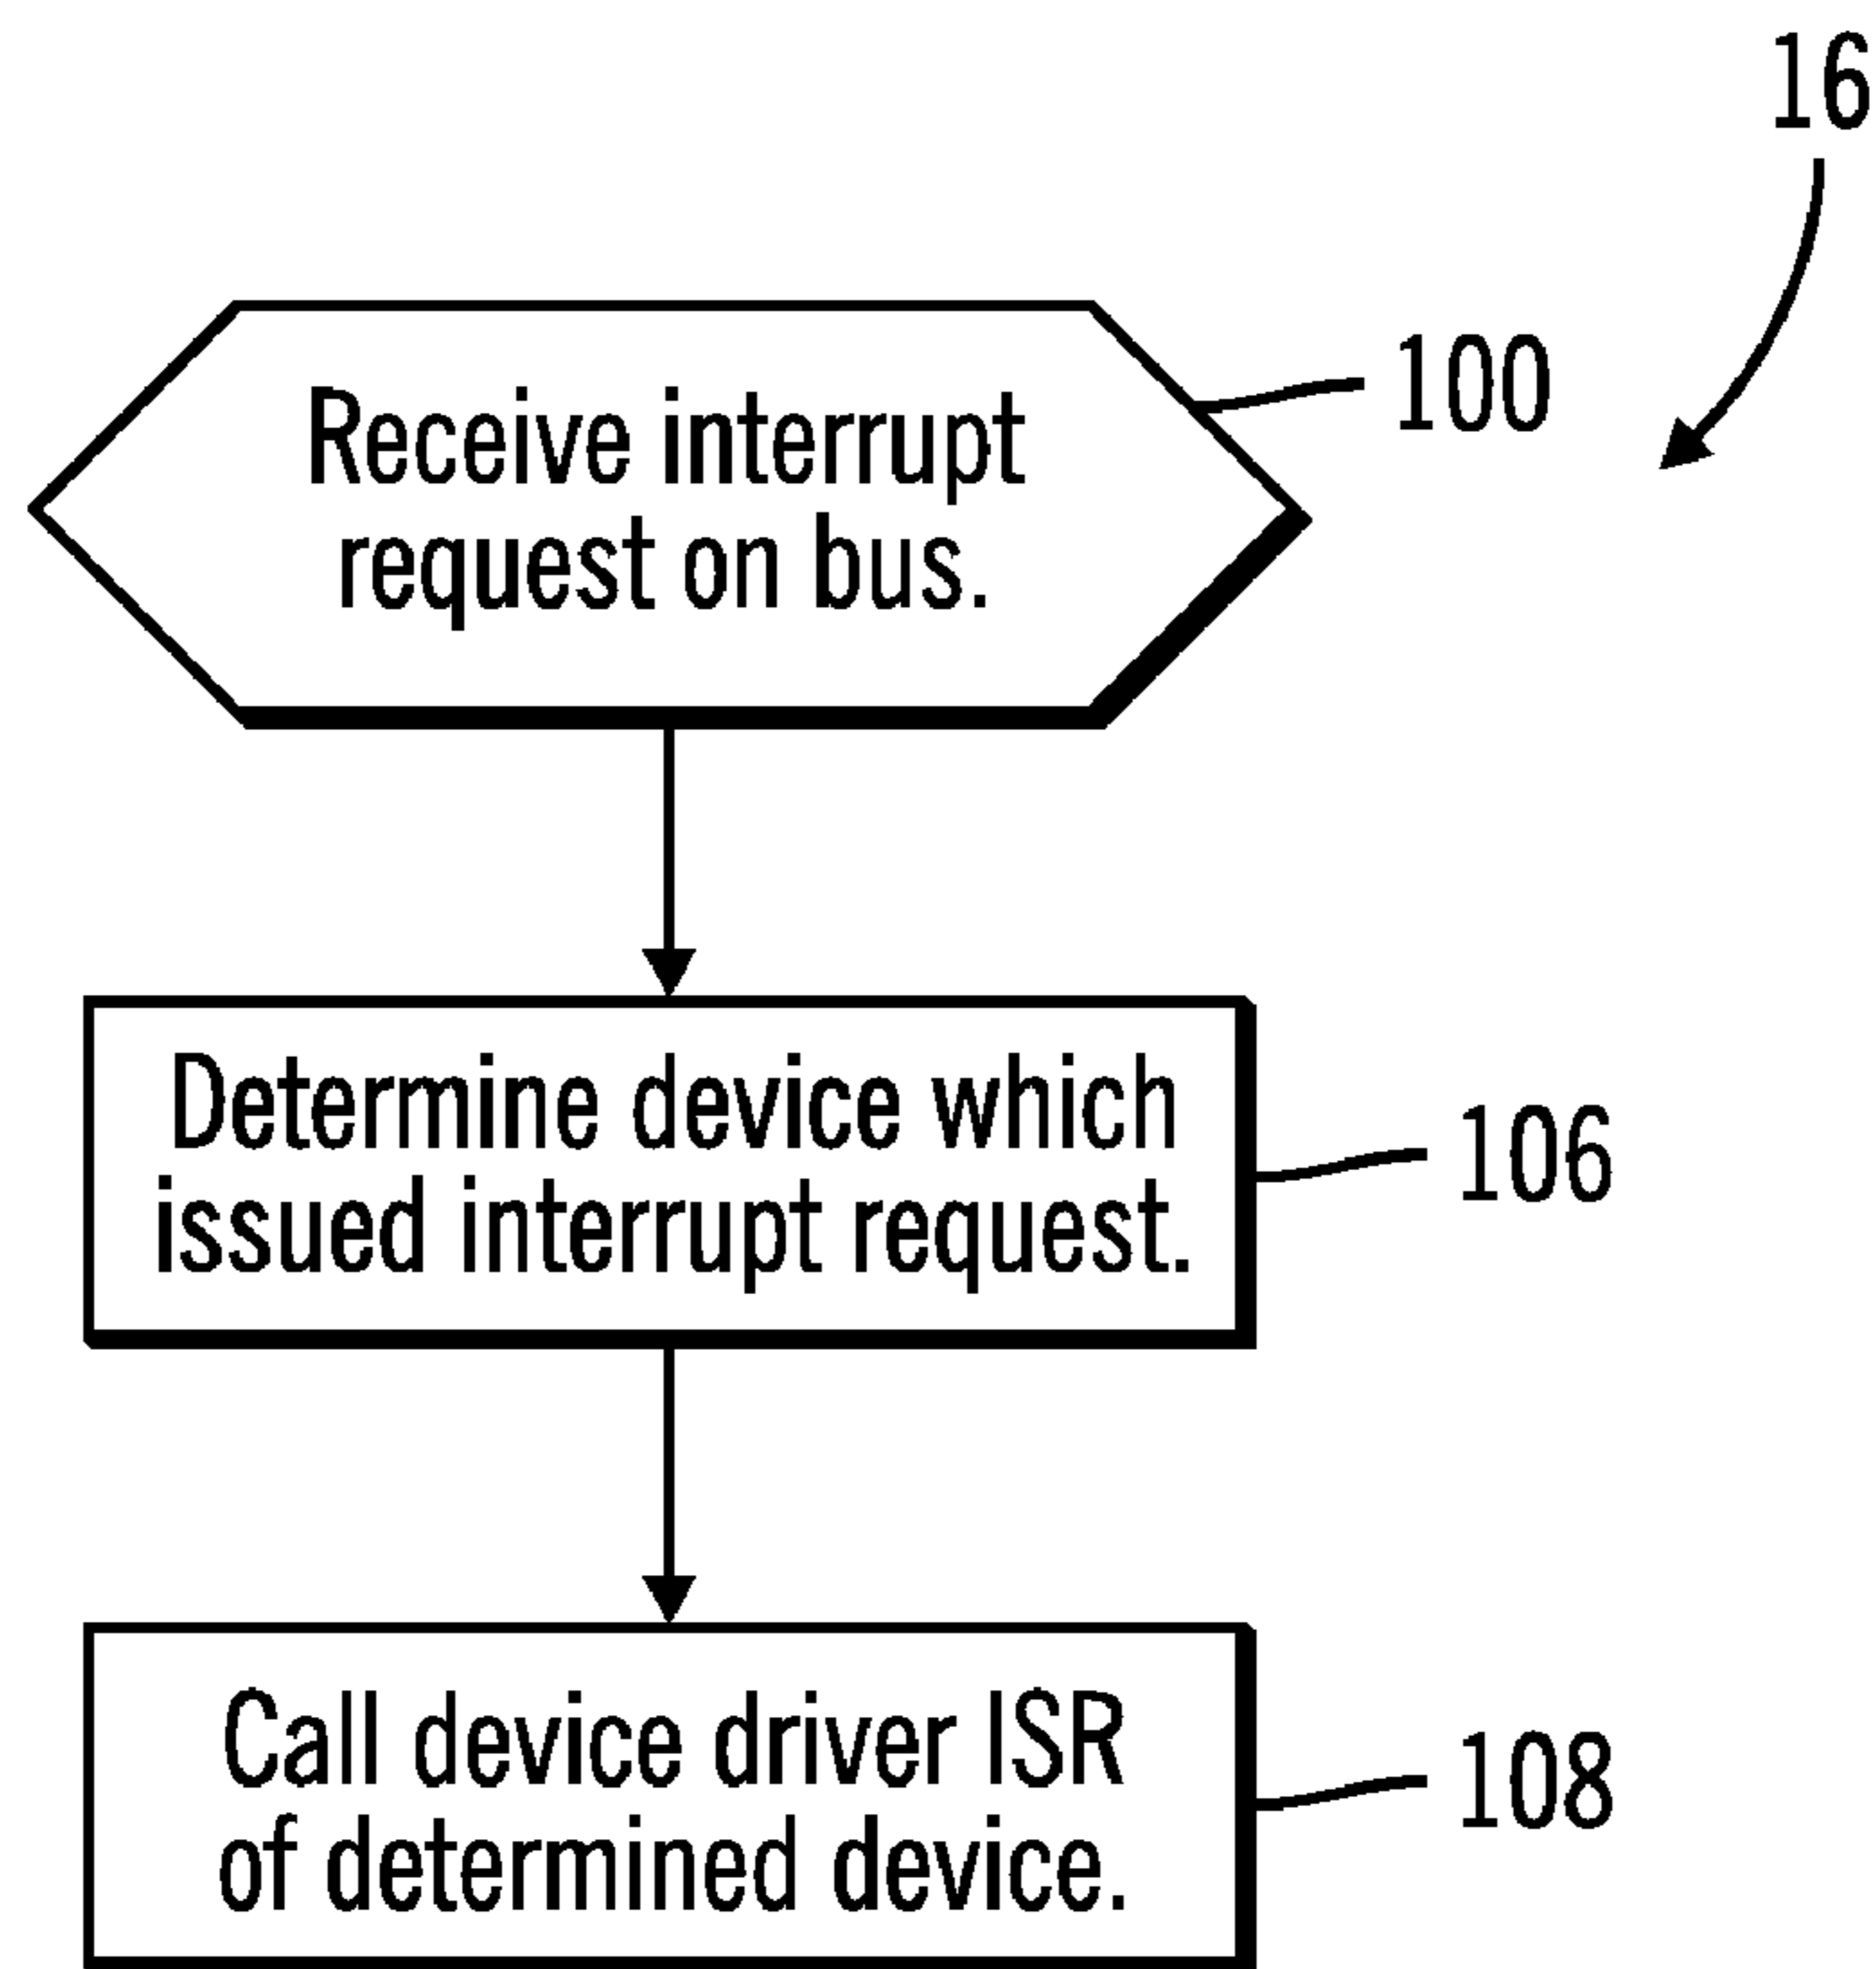 16
Receive interrupt
request on bus.
100
Determine device which
issued interrupt request.
106
Call device driver ISR
of determined device.
108